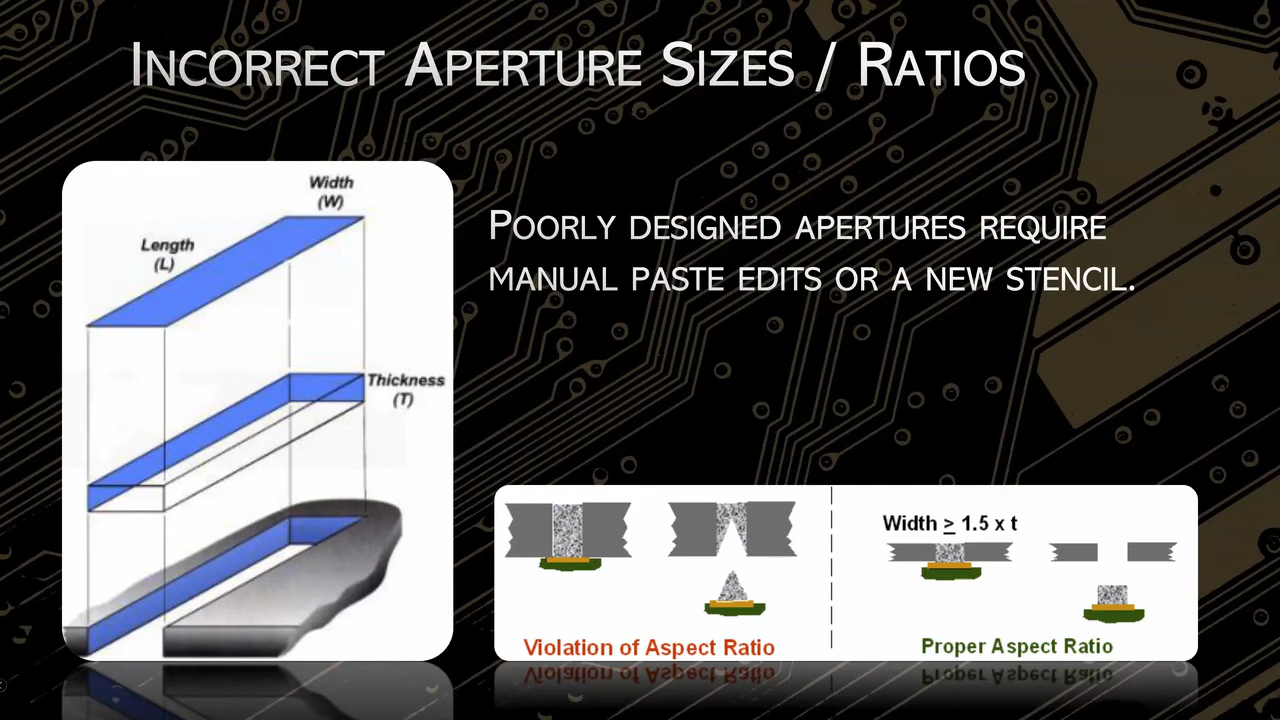 Incorrect Aperture Sizes / Ratios
Width
(W)
Length
(L)
Thickness
(T)
Poorly designed apertures require
manual paste edits or a new stencil.
Width ≥ 1.5 x t
Violation of Aspect Ratio
Proper Aspect Ratio